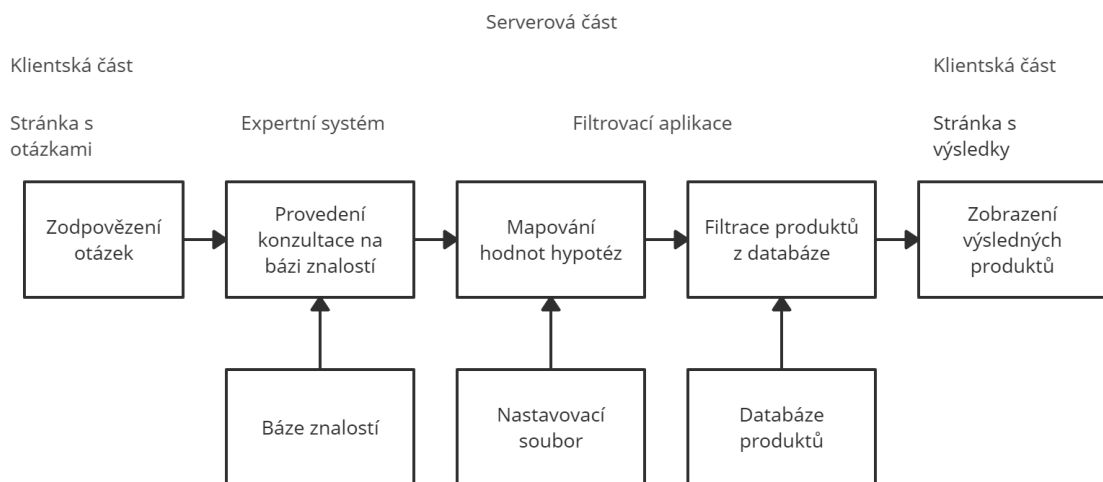 Serverová část
Klientská část
Klientská část
Stránka s
otázkami
Expertní systém
Filtrovací aplikace
Stránka s
výsledky
Zodpovězení
otázek
Provedení
konzultace na
bázi znalostí
Mapování
hodnot hypotéz
Filtrace produktů
z databáze
Zobrazení
výsledných
produktů
Báze znalostí
Nastavovací
soubor
Databáze
produktů